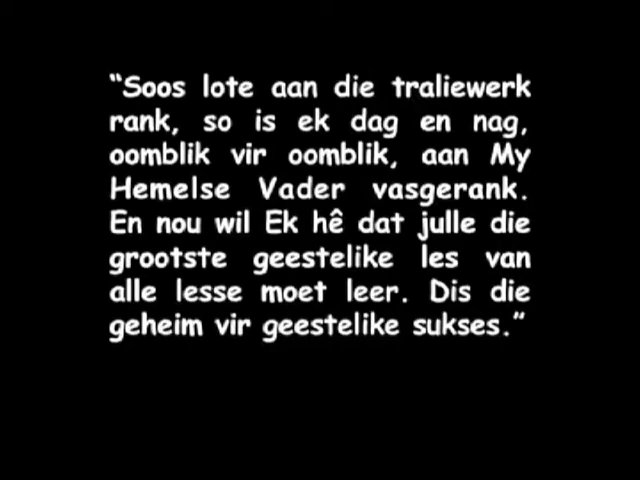 “Soos lote aan die traliewerk
rank, so is ek dag en nag,
oomblik vir oomblik, aan My
Hemelse Vader vasgerank.
En nou wil Ek hê dat julle die
grootste geestelike les van
alle lesse moet leer. Dis die
geheim vir geestelike sukses.”